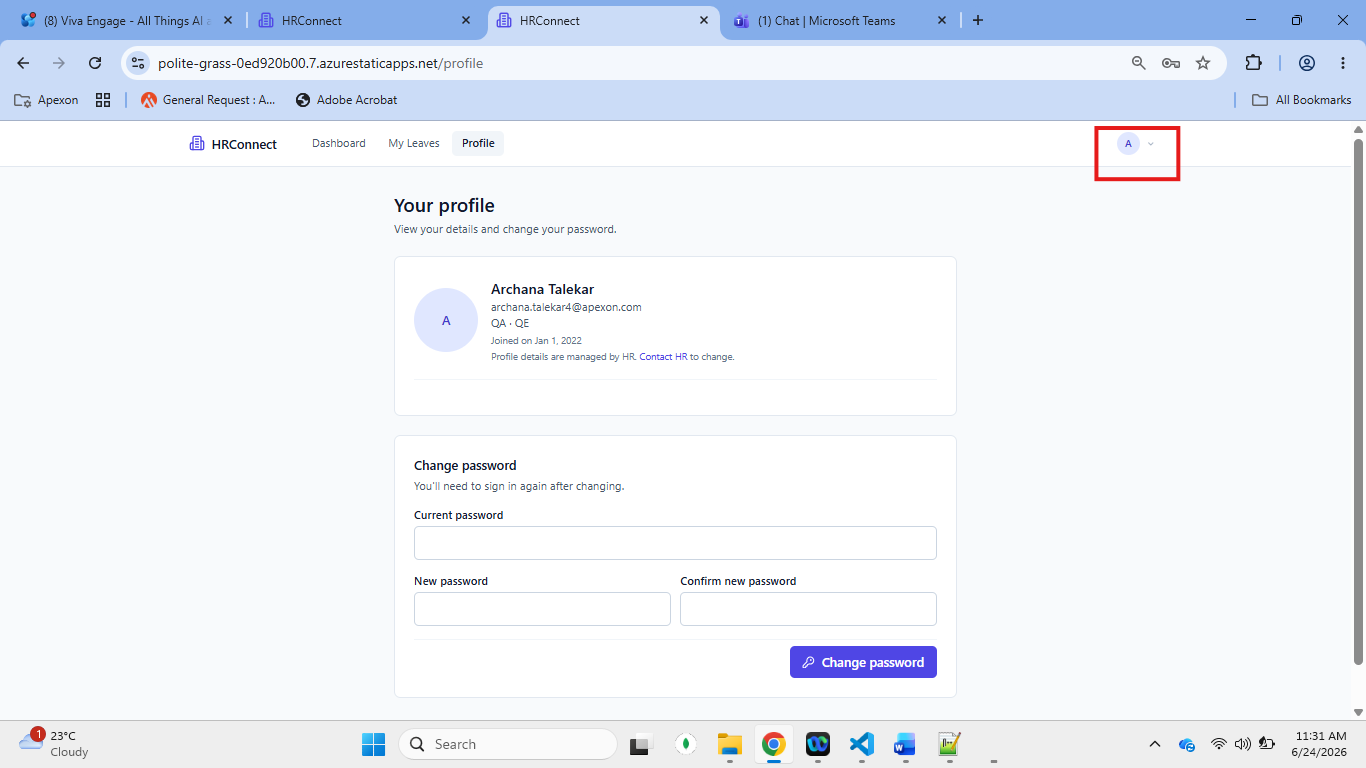 (8) Viva Engage - All Things AI
HRConnect
HRConnect
(1) Chat | Microsoft Teams
polite-grass-0ed920b00.7.azurestaticapps.net/profile
Apexon
General Request : A...
Adobe Acrobat
All Bookmarks
HRConnect
Dashboard
My Leaves
Profile
A
Your profile
View your details and change your password.
A
Archana Talekar
archana.talekar4@apexon.com
QA · QE
Joined on Jan 1, 2022
Profile details are managed by HR. Contact HR to change.
Change password
You'll need to sign in again after changing.
Current password
New password
Confirm new password
Change password
1
23°C
Cloudy
Search
11:31 AM
6/24/2026